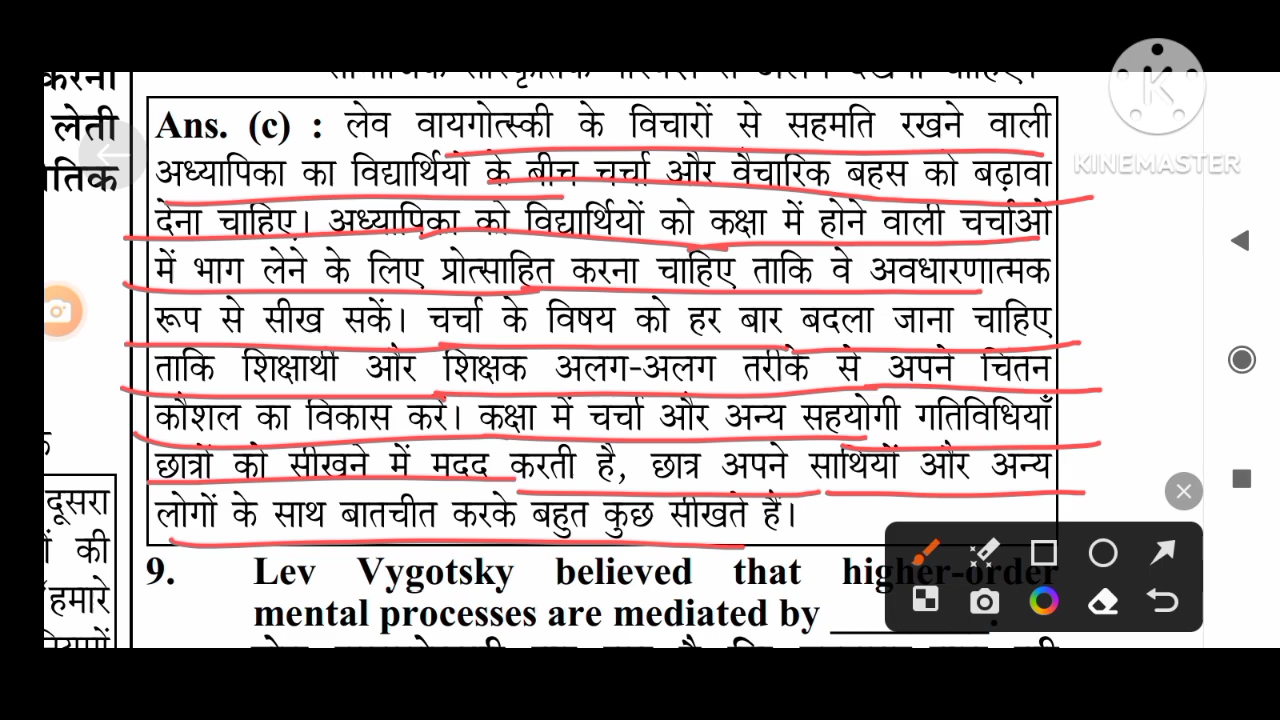 करना
लेती
Ans. (c) : लेव वायगोत्स्की के विचारों से सहमति रखने वाली
अध्यापिका का विद्यार्थियों के बीच चर्चा और वैचारिक बहस को बढ़ावा
देना चाहिए। अध्यापिका को विद्यार्थियों को कक्षा में होने वाली चर्चाओ
में भाग लेने के लिए प्रोत्साहित करना चाहिए ताकि वे अवधारणात्मक
रूप से सीख सकें। चर्चा के विषय को हर बार बदला जाना चाहिए
ताकि शिक्षार्थी और शिक्षक अलग-अलग तरीके से अपने चिंतन
कौशल का विकास करें। कक्षा में चर्चा और अन्य सहयोगी गतिविधियाँ
छात्रों को सीखने में मदद करती है, छात्र अपने साथियों और अन्य
लोगों के साथ बातचीत करके बहुत कुछ सीखते हैं।
दूसरा
की
हमारे
9. Lev Vygotsky believed that higher-order
mental processes are mediated by ________.
KINEMASTER